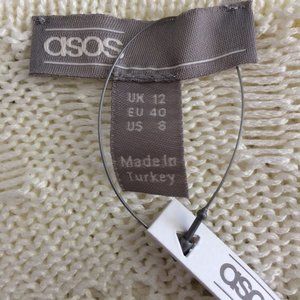 asos
UK 12
EU 40
US 8
Made In
Turkey
asos